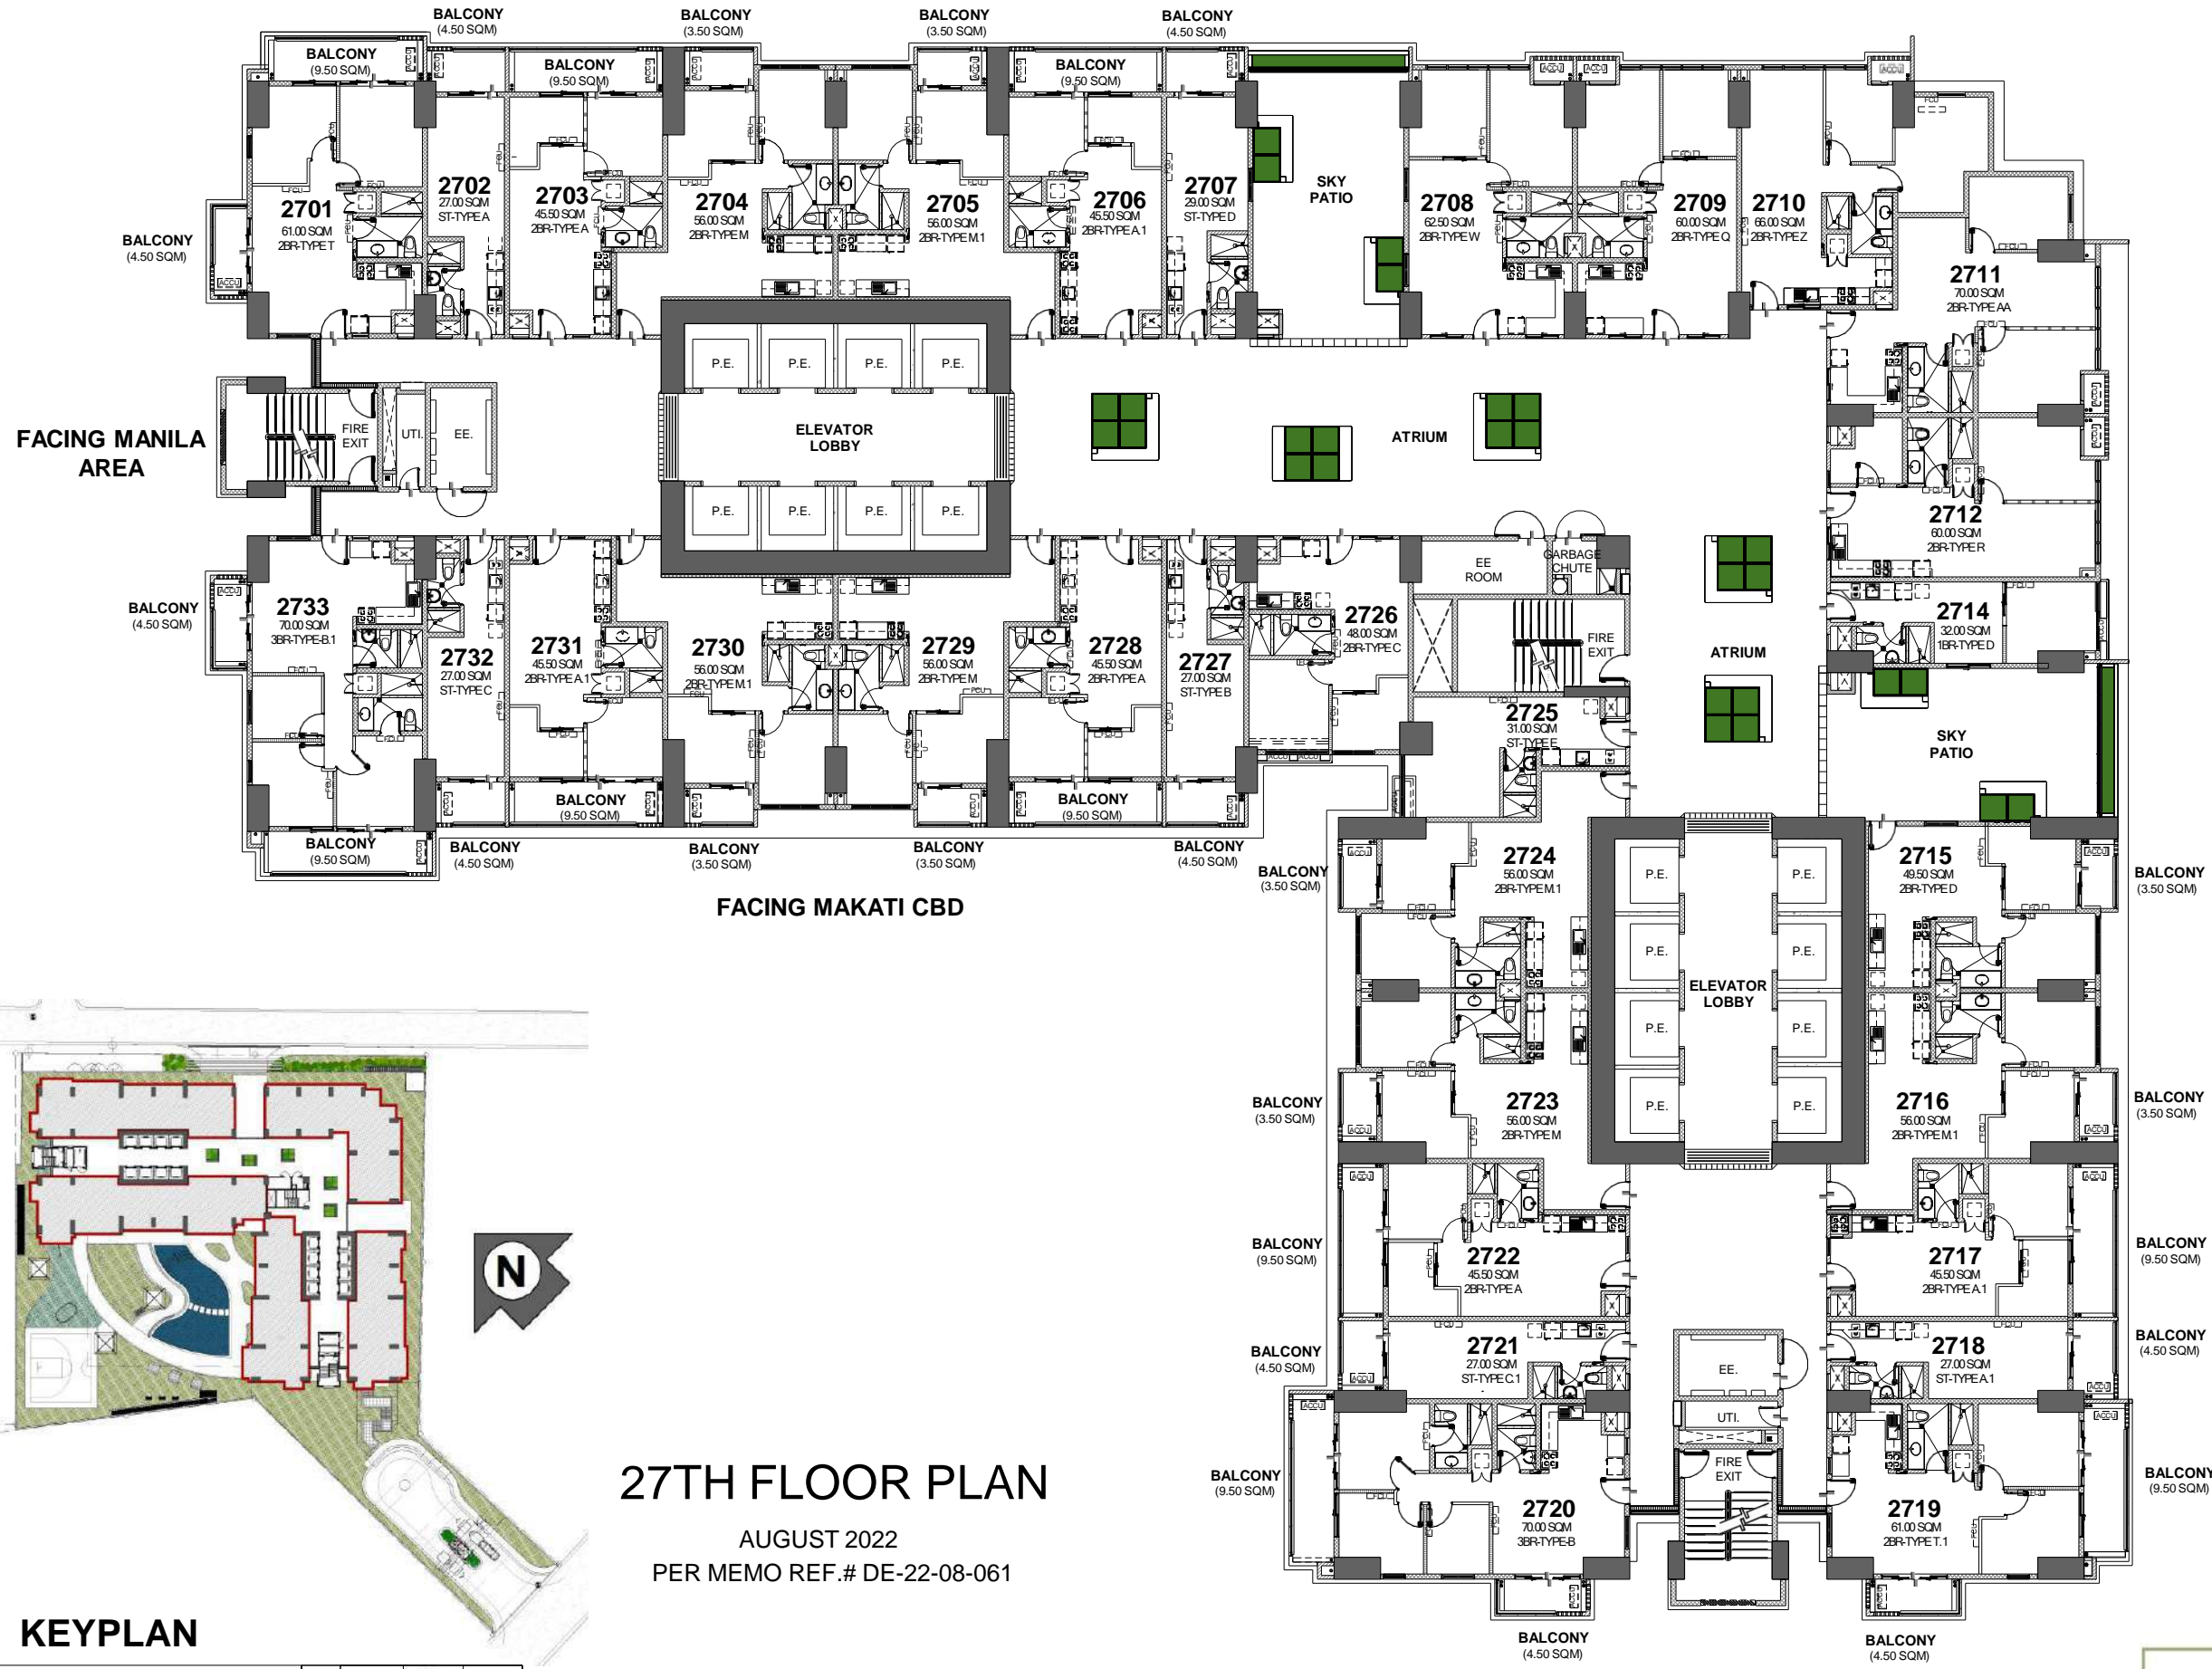 BALCONY
(4.50 SQM)
BALCONY
(3.50 SQM)
BALCONY
(3.50 SQM)
BALCONY
(4.50 SQM)
BALCONY
(9.50 SQM)
BALCONY
(9.50 SQM)
BALCONY
(9.50 SQM)
2701
61.00 SQM
2BR-TYPE T
2702
27.00 SQM
ST-TYPE A
2703
45.50 SQM
2BR-TYPE A
2704
56.00 SQM
2BR-TYPE M
2705
56.00 SQM
2BR-TYPE M.1
2706
45.50 SQM
2BR-TYPE A.1
2707
29.00 SQM
ST-TYPE D
SKY
PATIO
2708
62.50 SQM
2BR-TYPE W
2709
60.00 SQM
2BR-TYPE Q
2710
66.00 SQM
2BR-TYPE Z
2711
70.00 SQM
2BR-TYPE AA
BALCONY
(4.50 SQM)
P.E.
P.E.
P.E.
P.E.
FACING MANILA
AREA
FIRE
EXIT
UTI.
EE.
ELEVATOR
LOBBY
ATRIUM
P.E.
P.E.
P.E.
P.E.
2712
60.00 SQM
2BR-TYPE R
EE
ROOM
GARBAGE
CHUTE
BALCONY
(4.50 SQM)
2733
70.00 SQM
3BR-TYPE-B.1
2732
27.00 SQM
ST-TYPE C
2731
45.50 SQM
2BR-TYPE A.1
2730
56.00 SQM
2BR-TYPE M.1
2729
56.00 SQM
2BR-TYPE M
2728
45.50 SQM
2BR-TYPE A
2727
27.00 SQM
ST-TYPE B
2726
48.00 SQM
2BR-TYPE C
FIRE
EXIT
ATRIUM
2714
32.00 SQM
1BR-TYPE D
2725
31.00 SQM
ST-TYPE E
SKY
PATIO
BALCONY
(9.50 SQM)
BALCONY
(9.50 SQM)
BALCONY
(9.50 SQM)
BALCONY
(4.50 SQM)
BALCONY
(3.50 SQM)
BALCONY
(3.50 SQM)
BALCONY
(4.50 SQM)
FACING MAKATI CBD
BALCONY
(3.50 SQM)
2724
56.00 SQM
2BR-TYPE M.1
P.E.
P.E.
2715
49.50 SQM
2BR-TYPE D
BALCONY
(3.50 SQM)
P.E.
P.E.
ELEVATOR
LOBBY
P.E.
P.E.
BALCONY
(3.50 SQM)
2723
56.00 SQM
2BR-TYPE M
P.E.
P.E.
2716
56.00 SQM
2BR-TYPE M.1
BALCONY
(3.50 SQM)
BALCONY
(9.50 SQM)
2722
45.50 SQM
2BR-TYPE A
2717
45.50 SQM
2BR-TYPE A.1
BALCONY
(9.50 SQM)
BALCONY
(4.50 SQM)
2721
27.00 SQM
ST-TYPE C.1
EE.
2718
27.00 SQM
ST-TYPE A.1
BALCONY
(4.50 SQM)
UTI.
BALCONY
(9.50 SQM)
2720
70.00 SQM
3BR-TYPE-B
FIRE
EXIT
2719
61.00 SQM
2BR-TYPE T.1
BALCONY
(9.50 SQM)
BALCONY
(4.50 SQM)
BALCONY
(4.50 SQM)
N
27TH FLOOR PLAN
AUGUST 2022
PER MEMO REF.# DE-22-08-061
KEYPLAN